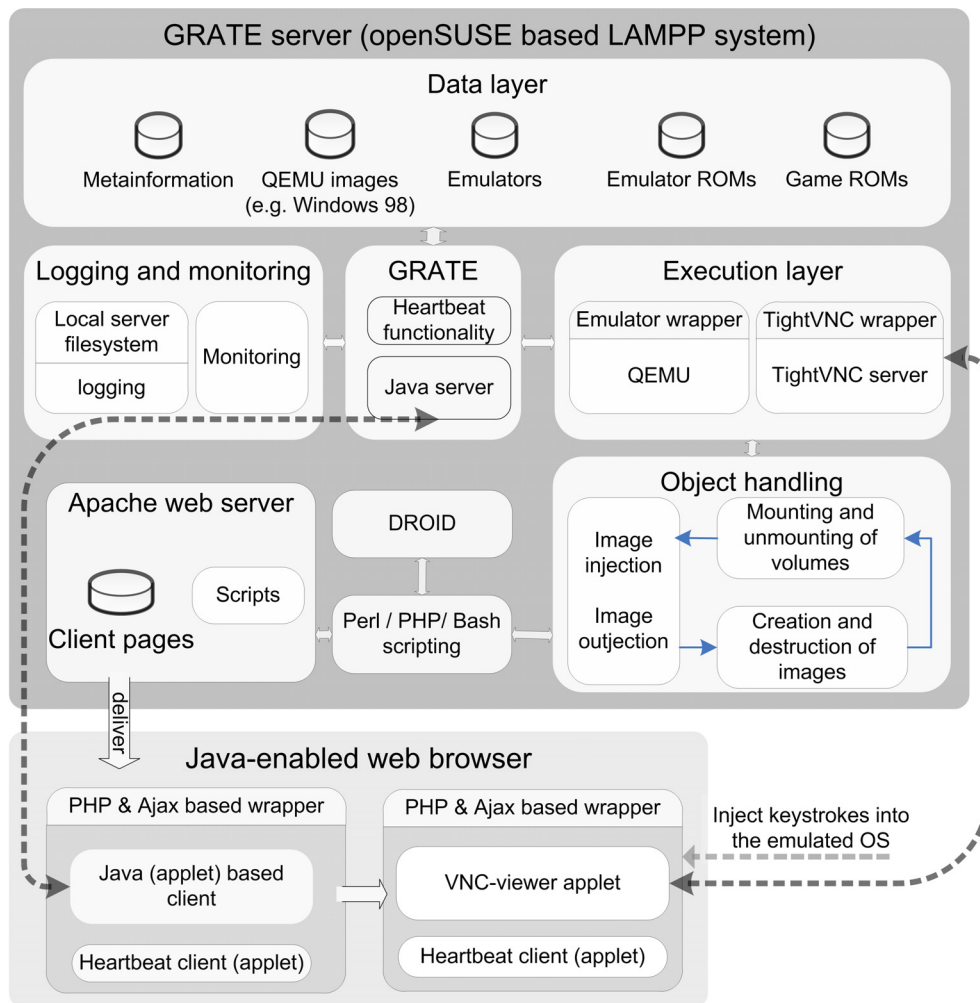 GRATE server (openSUSE based LAMPP system)
Data layer
Metainformation
QEMU images
(e.g. Windows 98)
Emulators
Emulator ROMs
Game ROMs
Logging and monitoring
Local server
filesystem
logging
Monitoring
GRATE
Heartbeat
functionality
Java server
Execution layer
Emulator wrapper
QEMU
TightVNC wrapper
TightVNC server
Apache web server
Client pages
Scripts
DROID
Perl / PHP/ Bash
scripting
Object handling
Image
injection
Image
outjection
Mounting and
unmounting of
volumes
Creation and
destruction of
images
deliver
Java-enabled web browser
PHP & Ajax based wrapper
Java (applet) based
client
Heartbeat client (applet)
PHP & Ajax based wrapper
VNC-viewer applet
Heartbeat client (applet)
Inject keystrokes into
the emulated OS